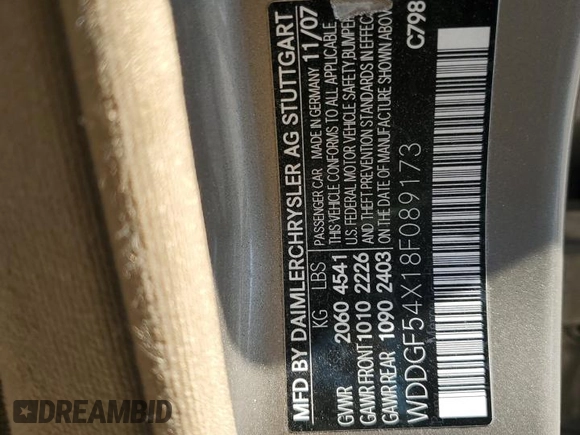 MFD BY DAIMLERCHRYSLER AG STUTTGART
PASSENGER CAR MADE IN GERMANY 11/07
KG LBS
THIS VEHICLE CONFORMS TO ALL APPLICABLE
GVWR 2060 4541
U.S. FEDERAL MOTOR VEHICLE SAFETY, BUMPER
GAWR FRONT 1010 2226
THEFT PREVENTION STANDARDS IN EFFECT
GAWR REAR 1090 2403
ON THE DATE OF MANUFACTURE SHOWN ABOVE
WDDGF54X18F089173
C798
DREAMBID